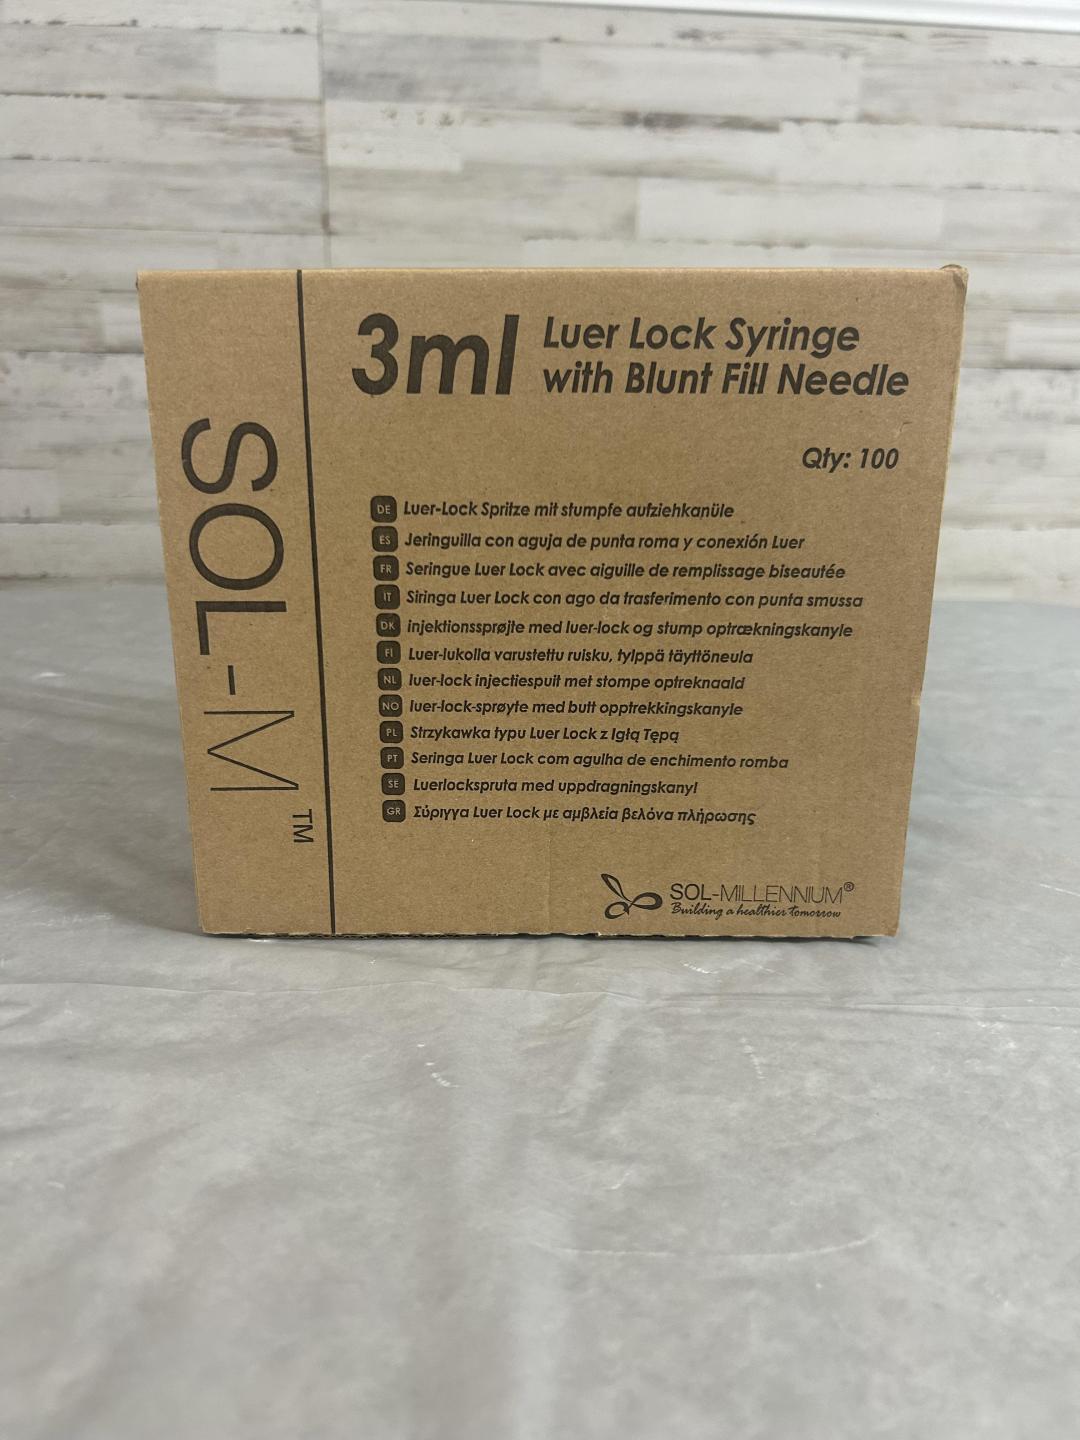 SOL-M™
3ml
Luer Lock Syringe
with Blunt Fill Needle
Qty: 100
DE Luer-Lock Spritze mit stumpfe aufziehkanüle
ES Jeringuilla con aguja de punta roma y conexión Luer
FR Seringue Luer Lock avec aiguille de remplissage biseautée
IT Siringa Luer Lock con ago da trasferimento con punta smussa
DK injektionssprøjte med luer-lock og stump optrækningskanyle
FI Luer-lukolla varustettu ruisku, tylppä täyttöneula
NL luer-lock injectiespuit met stompe optreknaald
NO luer-lock-sprøyte med butt opptrekkingskanyle
PL Strzykawka typu Luer Lock z Igłą Tępą
PT Seringa Luer Lock com agulha de enchimento romba
SE Luerlockspruta med uppdragningskanyl
GR Σύριγγα Luer Lock με αμβλεία βελόνα πλήρωσης
SOL-MILLENNIUM®
Building a healthier tomorrow